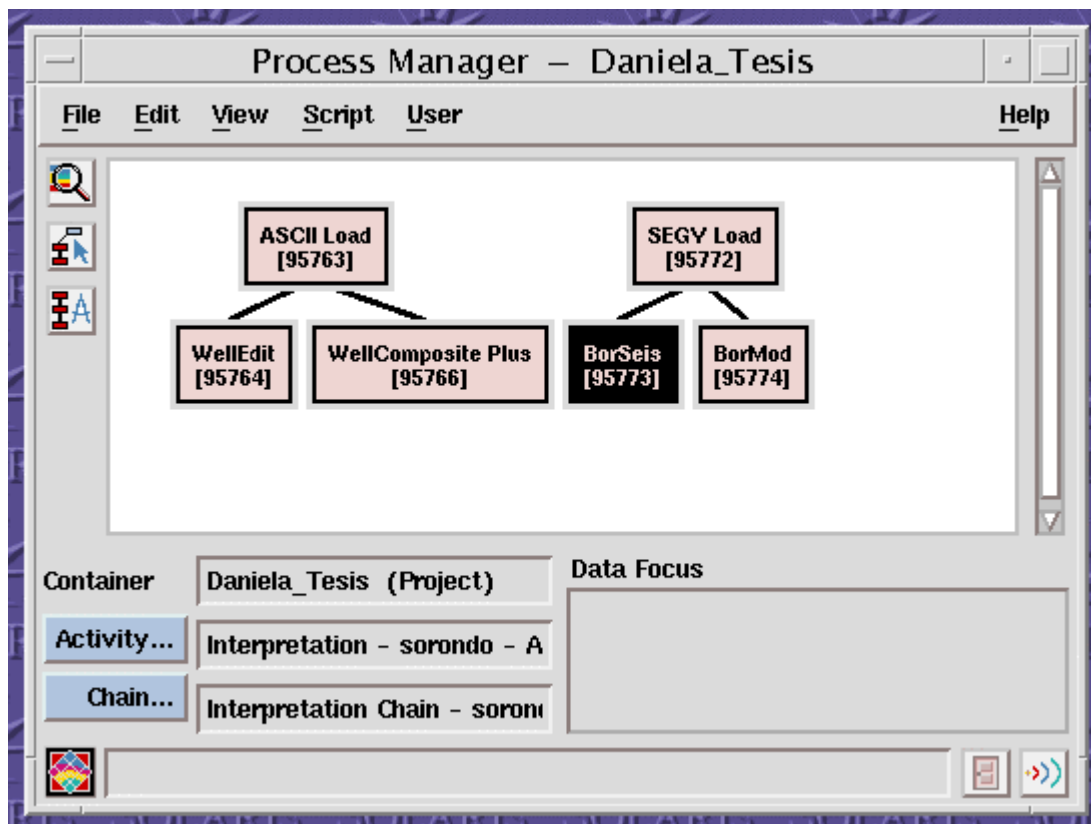 Process Manager – Daniela_Tesis
File Edit View Script User Help
ASCII Load
[95763]
SEGY Load
[95772]
WellEdit
[95764]
WellComposite Plus
[95766]
BorSeis
[95773]
BorMod
[95774]
Container
Daniela_Tesis (Project)
Data Focus
Activity...
Interpretation - sorondo - A
Chain...
Interpretation Chain - soron